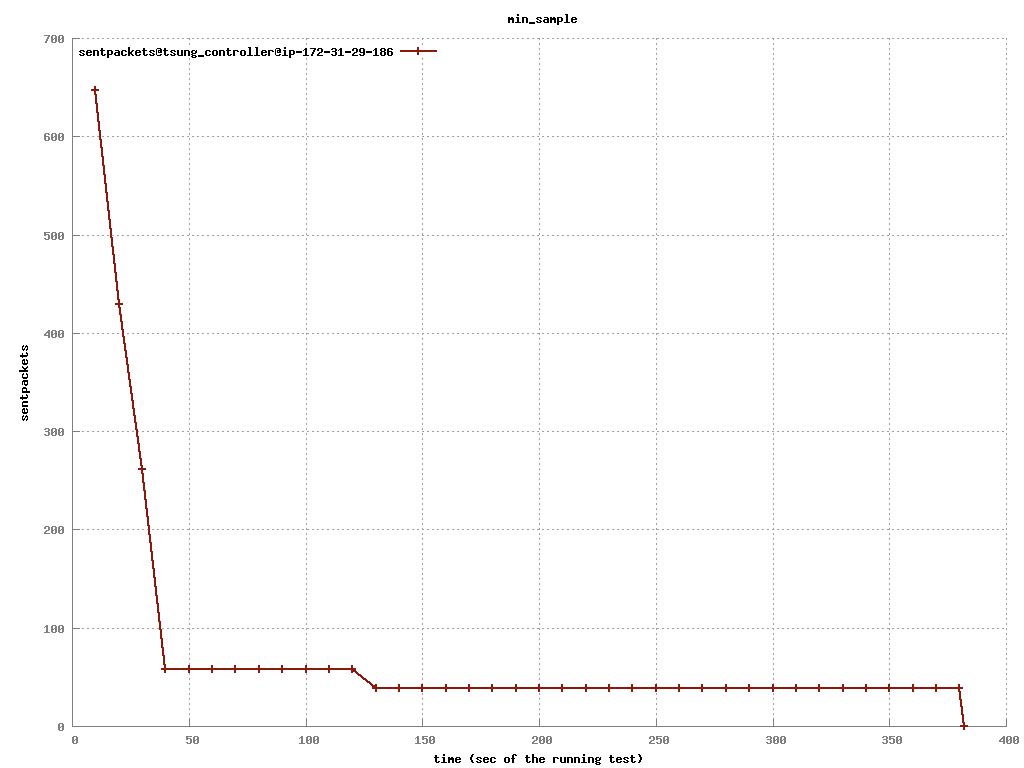 min_sample
700
sentpackets@tsung_controller@ip-172-31-29-186
600
500
400
sentpackets
300
200
100
0
0 50 100 150 200 250 300 350 400
time (sec of the running test)